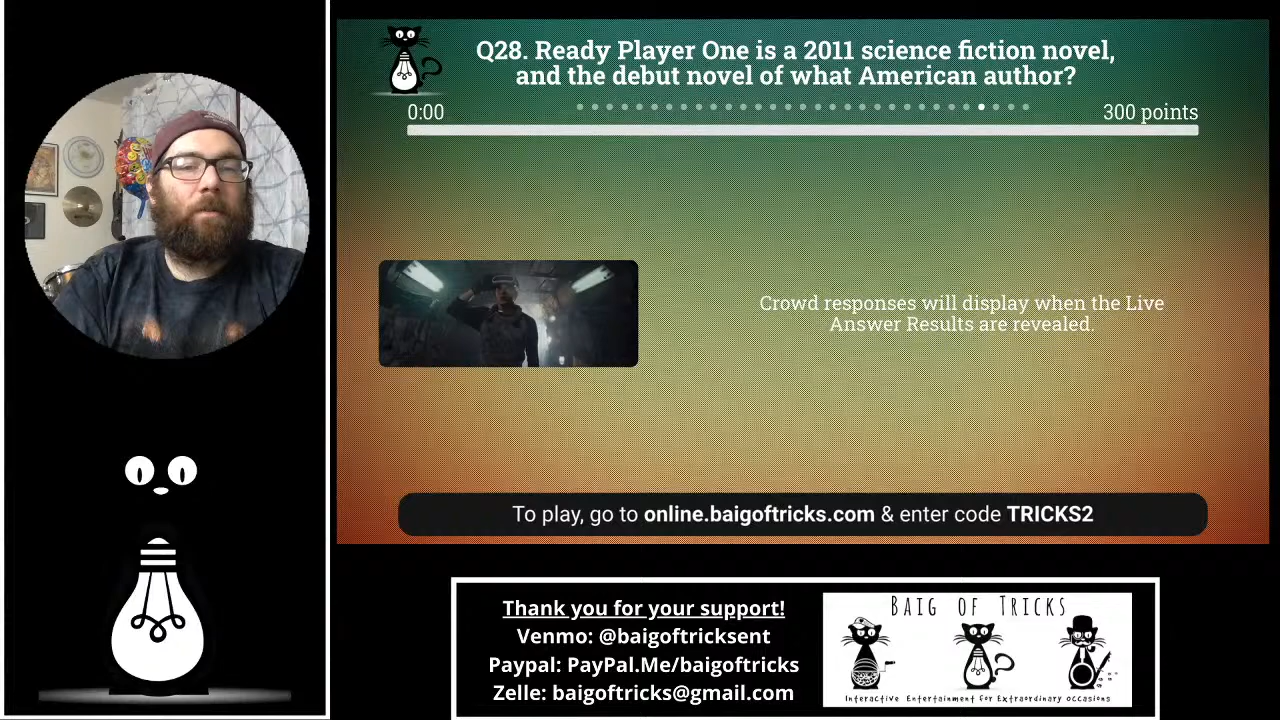 Q28. Ready Player One is a 2011 science fiction novel,
and the debut novel of what American author?
0:00
300 points
Crowd responses will display when the Live
Answer Results are revealed.
To play, go to online.baigoftricks.com & enter code TRICKS2
Thank you for your support!
Venmo: @baigoftricksent
Paypal: PayPal.Me/baigoftricks
Zelle: baigoftricks@gmail.com
BAIG OF TRICKS
Interactive Entertainment for Extraordinary occasions